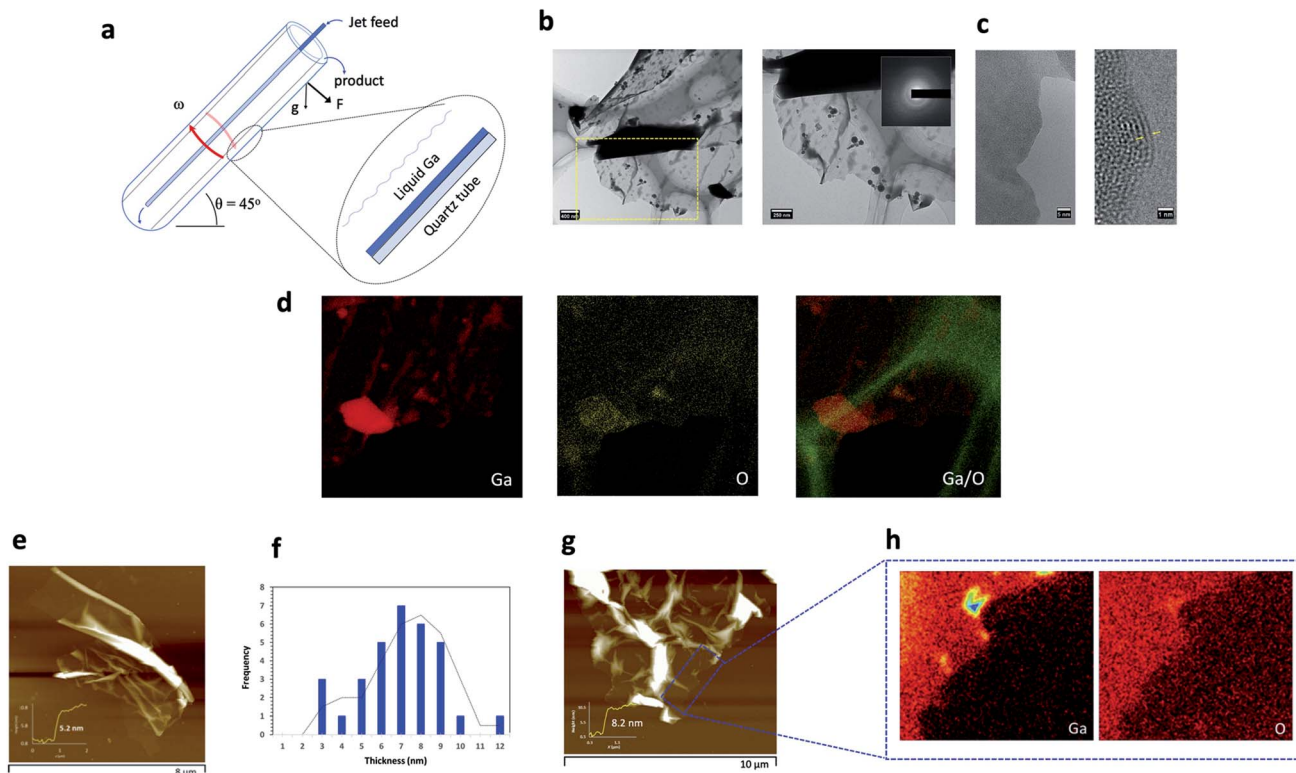 a
Jet feed
product
g
F
ω
Liquid Ga
Quartz tube
θ = 45°
b
400 nm
250 nm
c
5 nm
1 nm
d
Ga
O
Ga/O
e
5.2 nm
0
2
8 µm
f
Frequency
8
7
6
5
4
3
2
1
0
1 2 3 4 5 6 7 8 9 10 11 12
Thickness (nm)
g
8.2 nm
10 µm
h
Ga
O